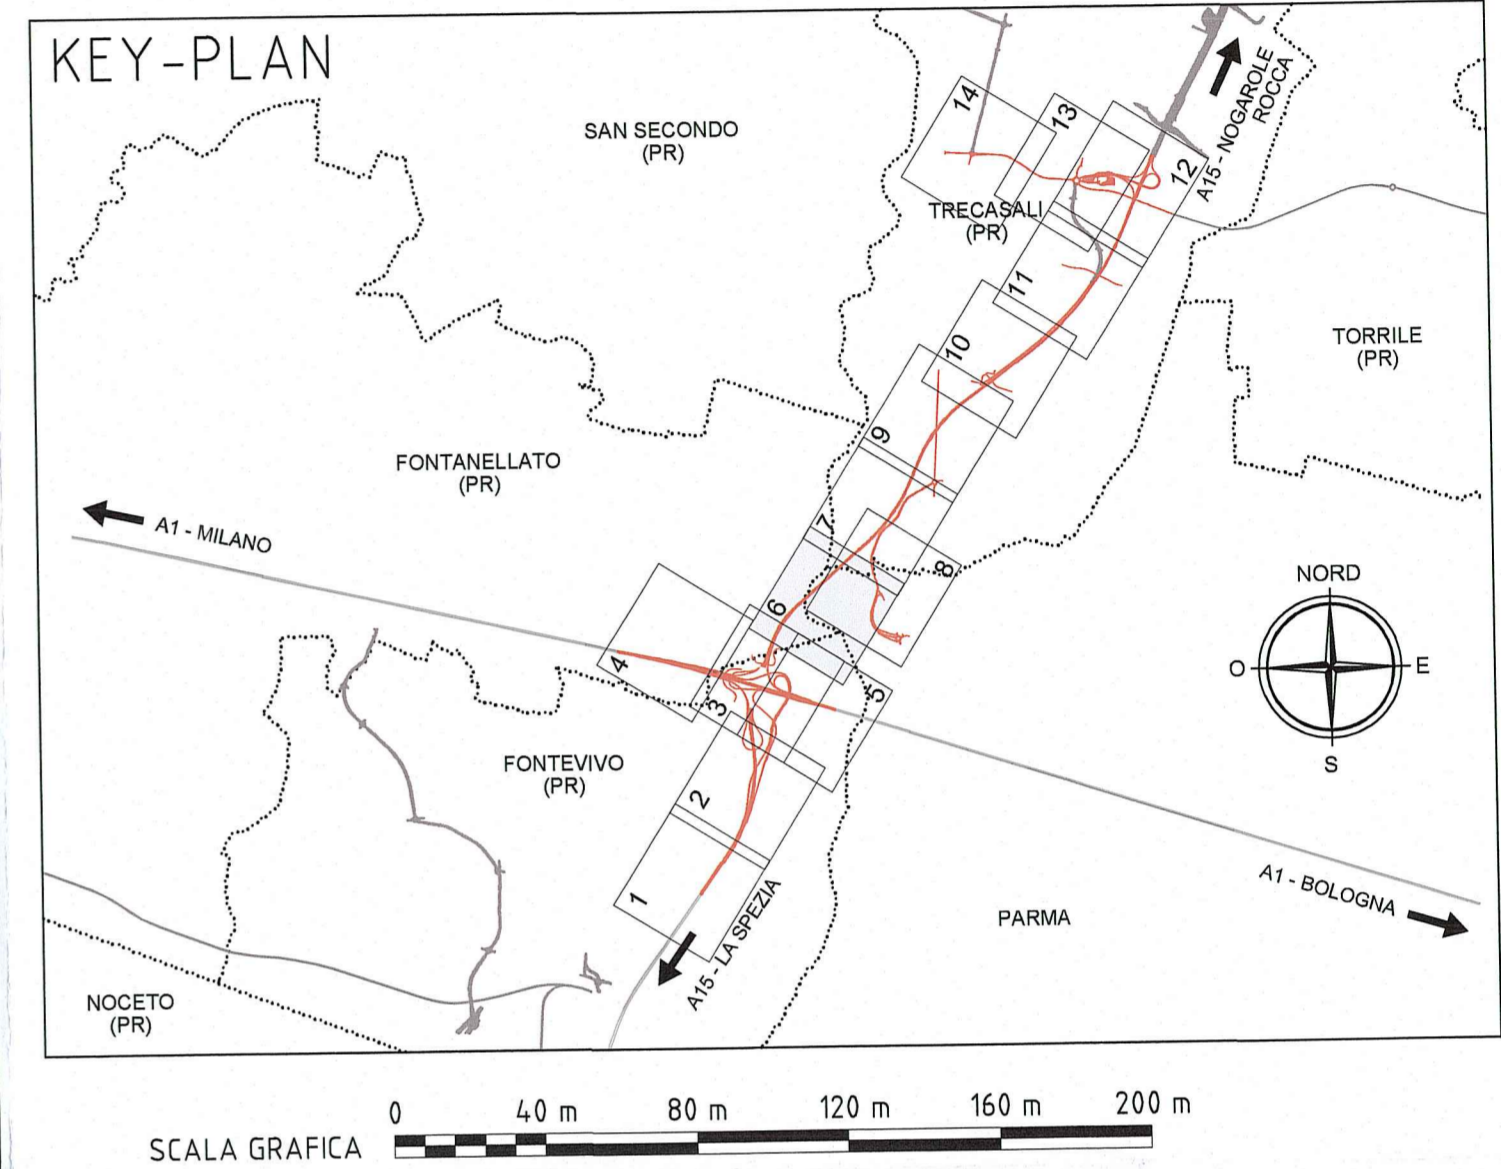 KEY-PLAN
SAN SECONDO
(PR)
14
13
12
A15 - NOGAROLE
ROCCA
TRECASALI
(PR)
11
10
TORRILE
(PR)
9
FONTANELLATO
(PR)
A1 - MILANO
7
8
6
NORD
O
E
S
4
3
5
FONTEVIVO
(PR)
2
1
A15 - LA SPEZIA
A1 - BOLOGNA
PARMA
NOCETO
(PR)
0 40 m 80 m 120 m 160 m 200 m
SCALA GRAFICA